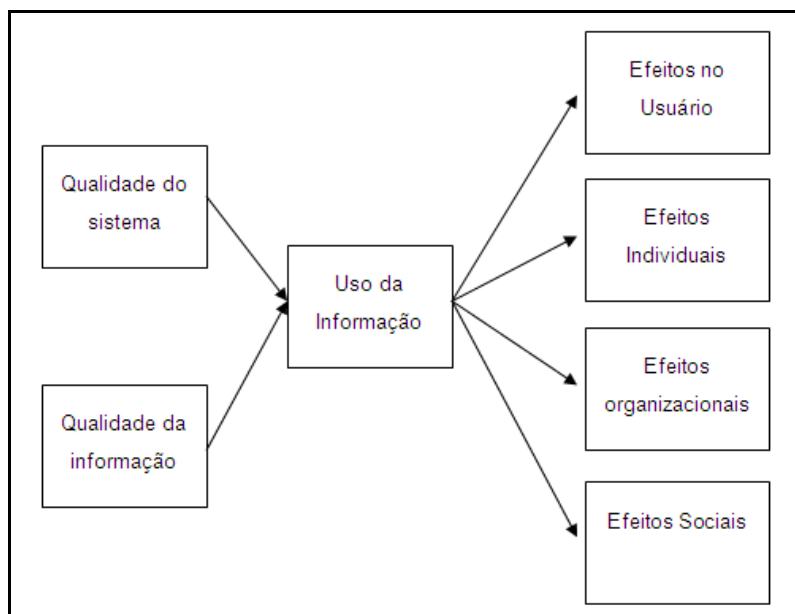 Efeitos no
Usuário
Qualidade do
sistema
Efeitos
Individuais
Uso da
Informação
Efeitos
organizacionais
Qualidade da
informação
Efeitos Sociais